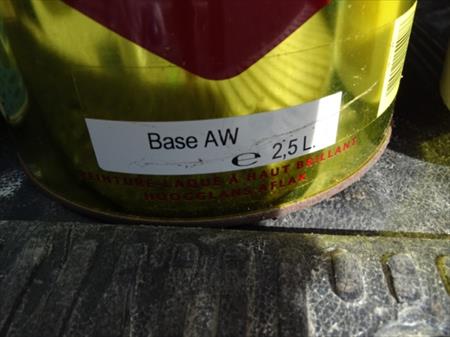 Base AW
℮ 2,5 L.
PEINTURE-LAQUE À HAUT BRILLANT
HOOGGLANS AFLAK